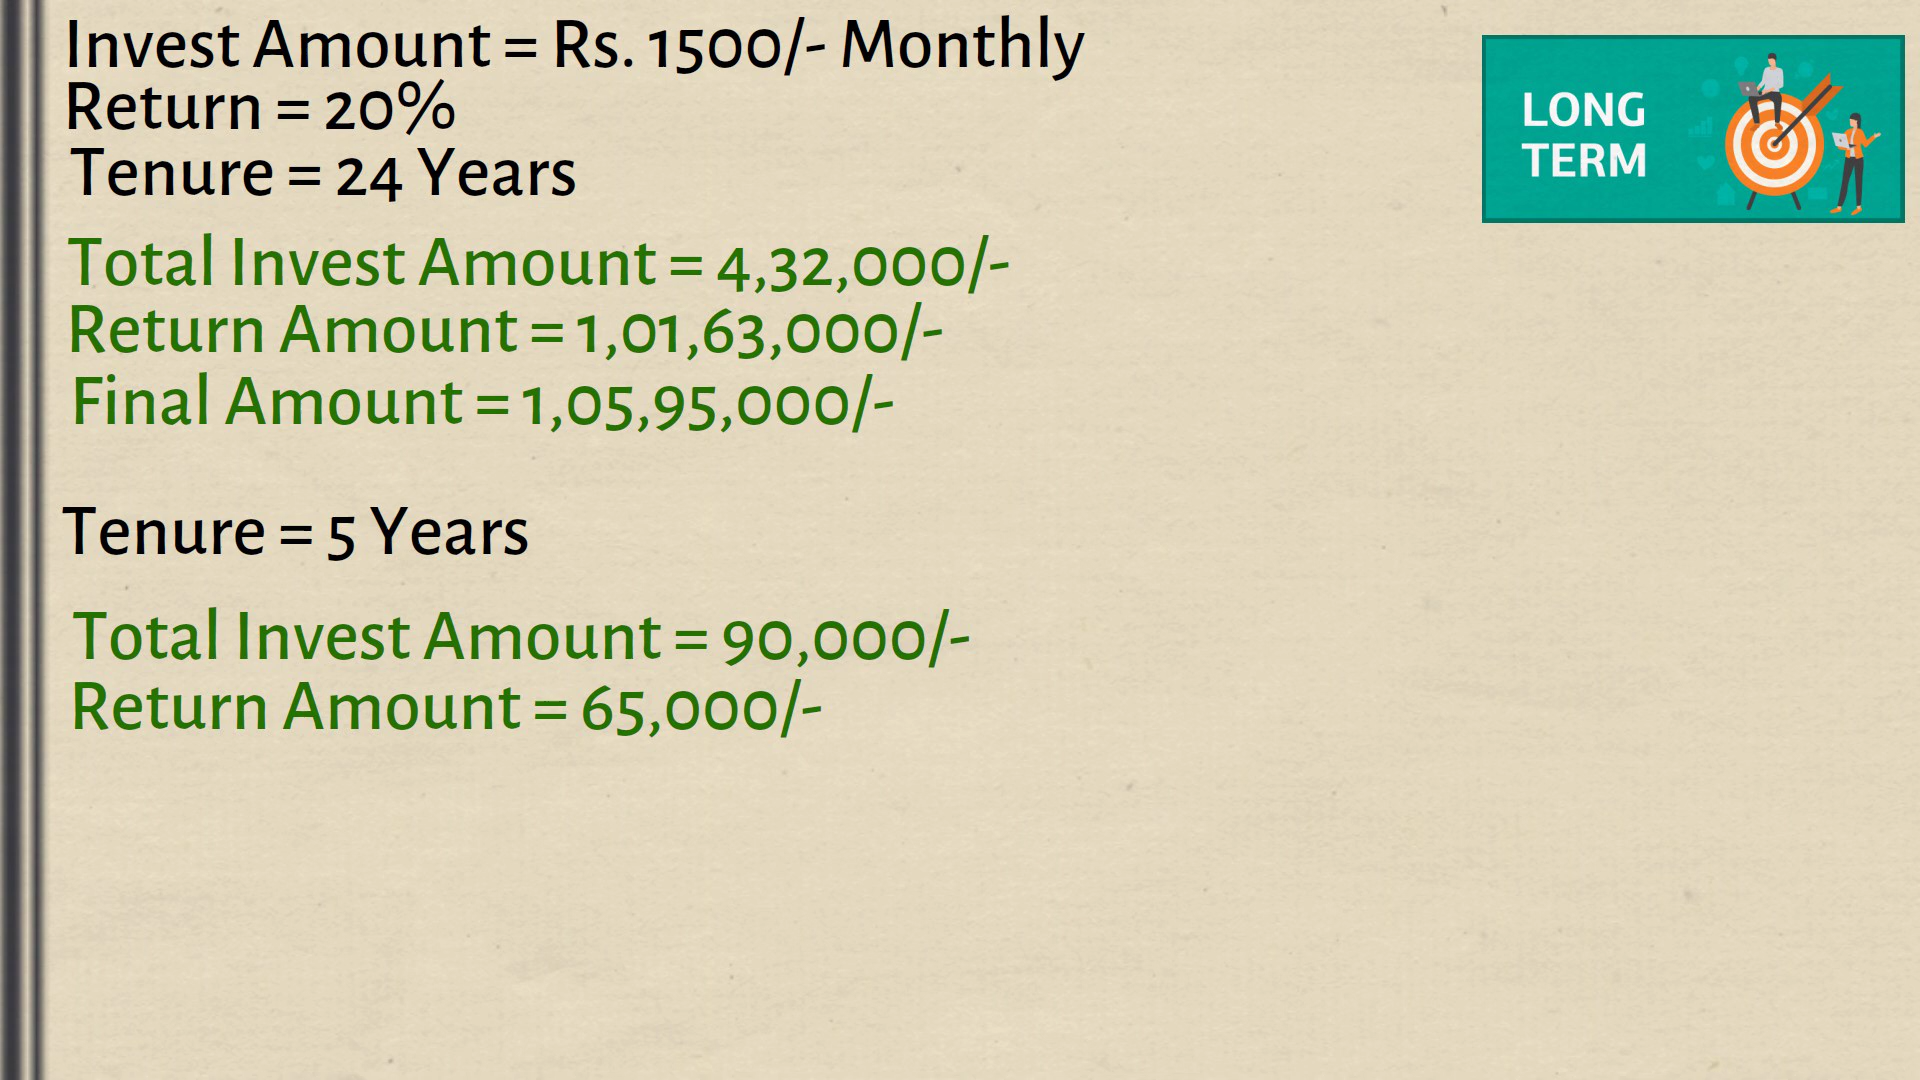 Invest Amount = Rs. 1500/- Monthly
Return = 20%
Tenure = 24 Years
LONG
TERM
Total Invest Amount = 4,32,000/-
Return Amount = 1,01,63,000/-
Final Amount = 1,05,95,000/-
Tenure = 5 Years
Total Invest Amount = 90,000/-
Return Amount = 65,000/-